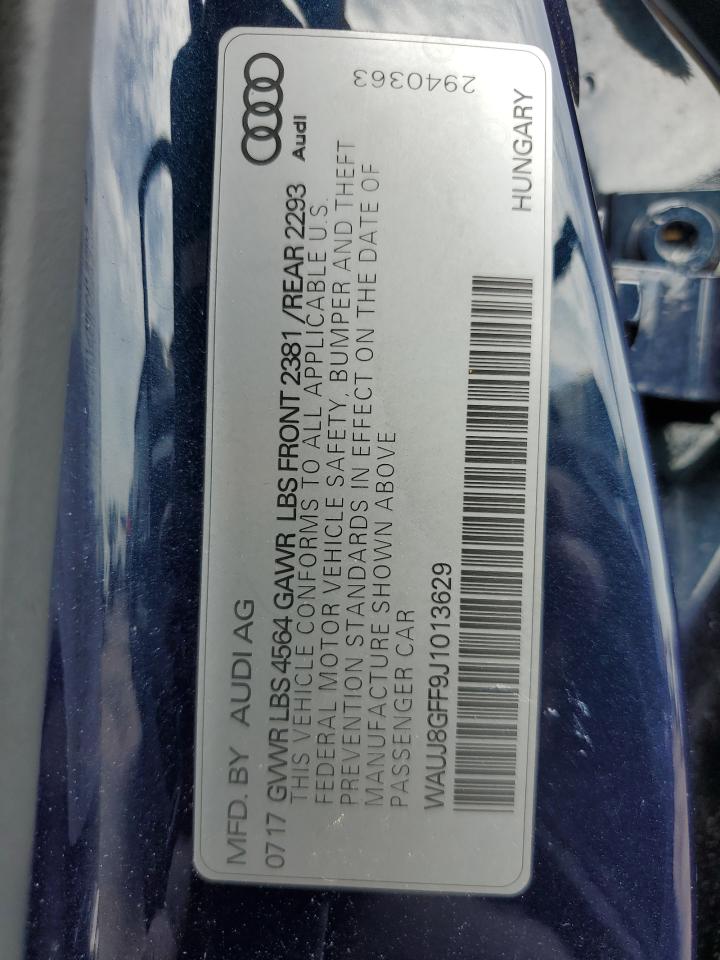 MFD. BY AUDI AG
0717 GVWR LBS 4564 GAWR LBS FRONT 2381 /REAR 2293
THIS VEHICLE CONFORMS TO ALL APPLICABLE U.S.
FEDERAL MOTOR VEHICLE SAFETY, BUMPER AND THEFT
PREVENTION STANDARDS IN EFFECT ON THE DATE OF
MANUFACTURE SHOWN ABOVE
PASSENGER CAR
WAUJ8GFF9J1013629
Audi
2940363
HUNGARY